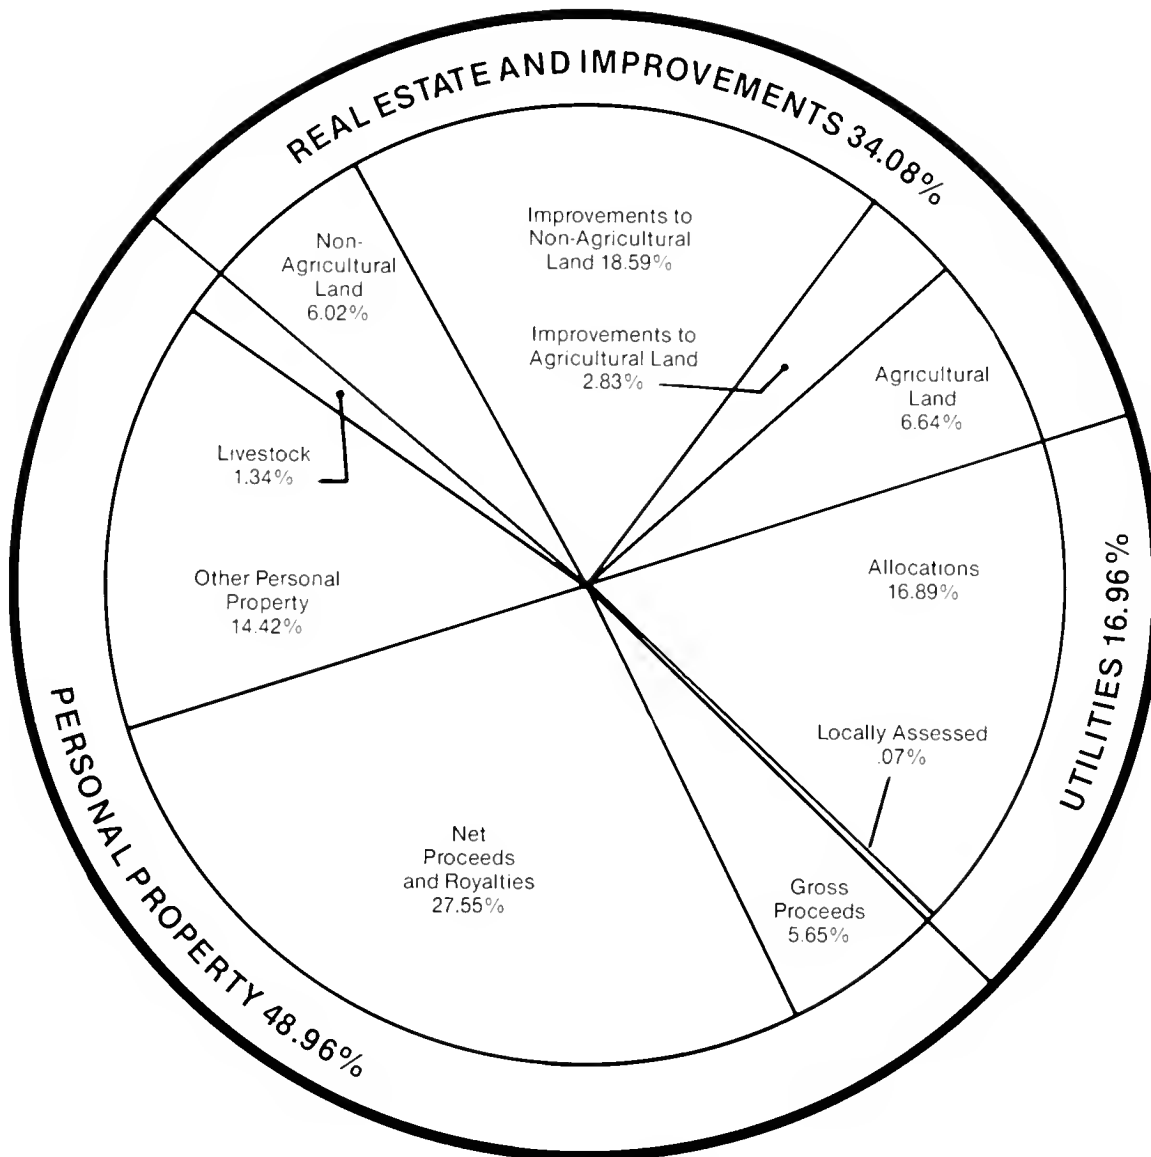 REAL ESTATE AND IMPROVEMENTS 34.08%
Non-
Agricultural
Land
6.02%
Improvements to
Non-Agricultural
Land 18.59%
Improvements to
Agricultural Land
2.83%
Agricultural
Land
6.64%
Livestock
1.34%
Other Personal
Property
14.42%
Allocations
16.89%
UTILITIES 16.96%
Locally Assessed
.07%
Net
Proceeds
and Royalties
27.55%
Gross
Proceeds
5.65%
PERSONAL PROPERTY 48.96%